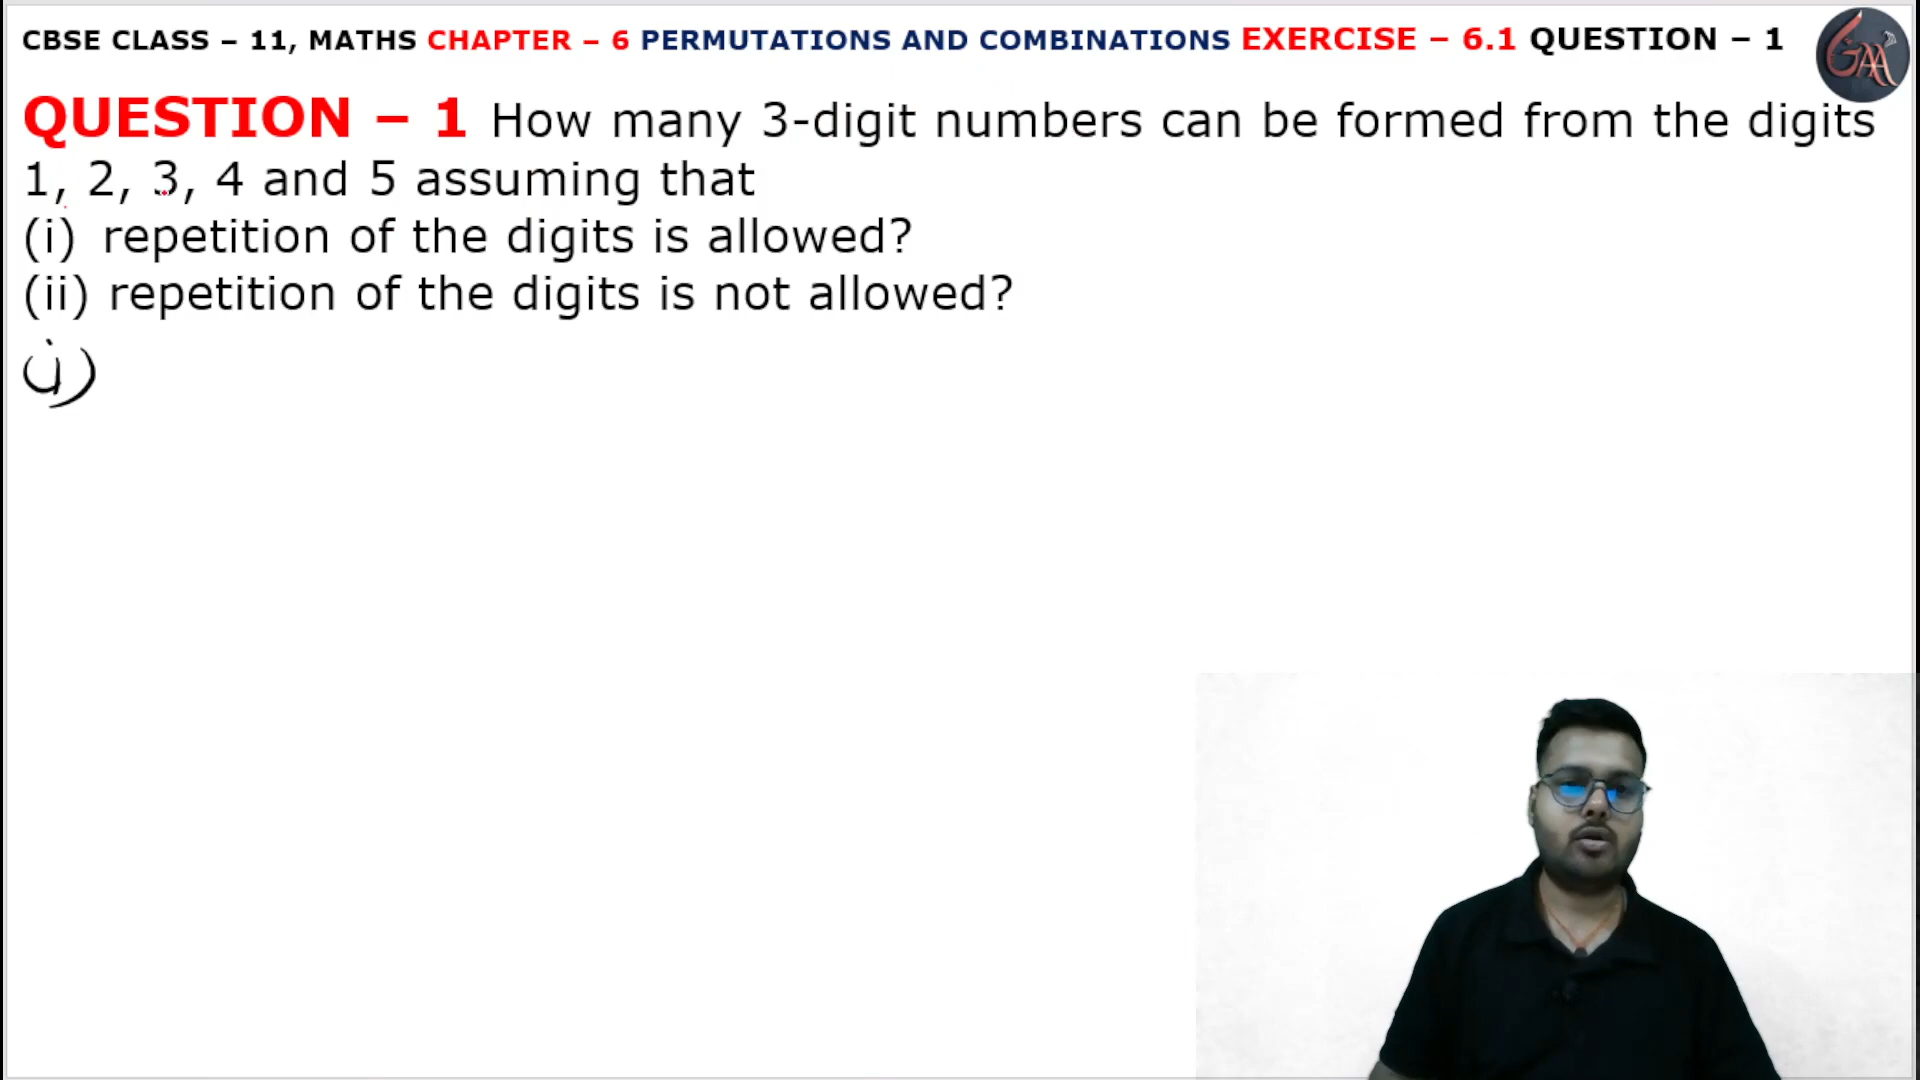 CBSE CLASS – 11, MATHS CHAPTER – 6 PERMUTATIONS AND COMBINATIONS EXERCISE – 6.1 QUESTION – 1
QUESTION – 1 How many 3-digit numbers can be formed from the digits
1, 2, 3, 4 and 5 assuming that
(i) repetition of the digits is allowed?
(ii) repetition of the digits is not allowed?
(i)